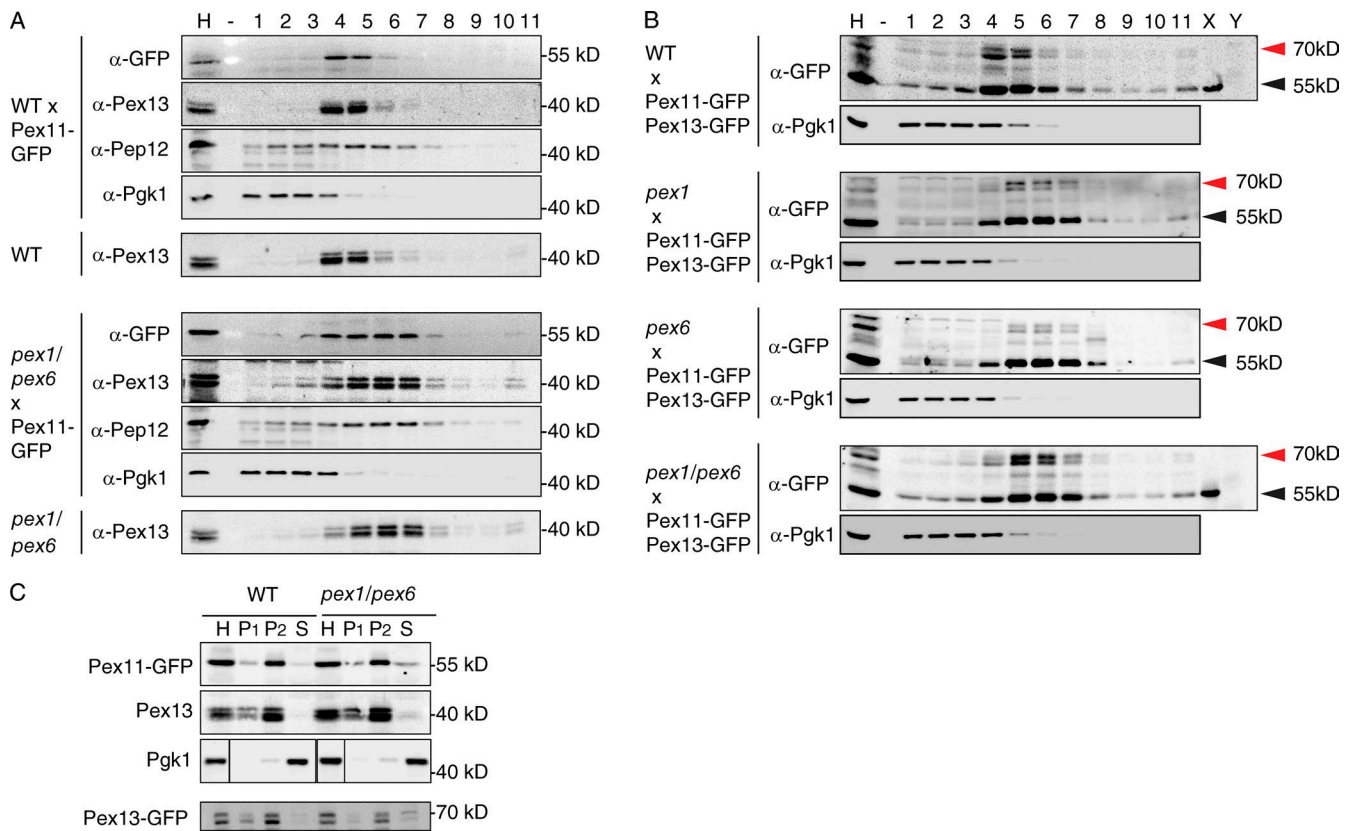 A
H - 1 2 3 4 5 6 7 8 9 10 11
WT x
Pex11-
GFP
α-GFP
-55 kD
α-Pex13
-40 kD
α-Pep12
-40 kD
α-Pgk1
-40 kD
WT
α-Pex13
-40 kD
pex1/
pex6
x
Pex11-
GFP
α-GFP
-55 kD
α-Pex13
-40 kD
α-Pep12
-40 kD
α-Pgk1
-40 kD
pex1/
pex6
α-Pex13
-40 kD
B
H - 1 2 3 4 5 6 7 8 9 10 11 X Y
WT
x
Pex11-GFP
Pex13-GFP
α-GFP
70kD
55kD
α-Pgk1
pex1
x
Pex11-GFP
Pex13-GFP
α-GFP
70kD
55kD
α-Pgk1
pex6
x
Pex11-GFP
Pex13-GFP
α-GFP
70kD
55kD
α-Pgk1
pex1/pex6
x
Pex11-GFP
Pex13-GFP
α-GFP
70kD
55kD
α-Pgk1
C
WT pex1/pex6
H P1 P2 S H P1 P2 S
Pex11-GFP -55 kD
Pex13 -40 kD
Pgk1 -40 kD
Pex13-GFP -70 kD